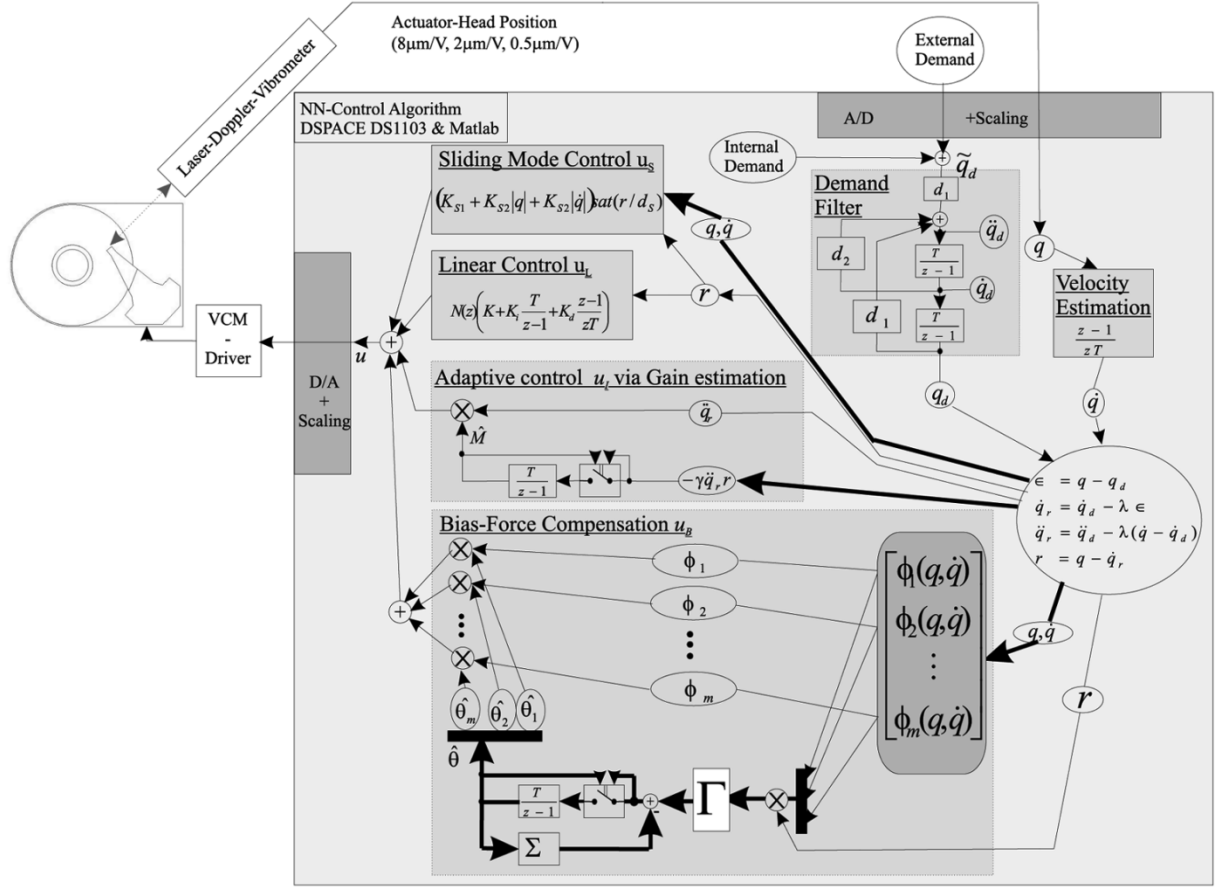 Actuator-Head Position
(8μm/V, 2μm/V, 0.5μm/V)
External
Demand
Laser-Doppler-Vibrometer
NN-Control Algorithm
DSPACE DS1103 & Matlab
A/D +Scaling
Internal
Demand
+
q̃_d
Sliding Mode Control u_S
(K_S1 + K_S2|q| + K_S2|q̇|)sat(r/d_S)
q,q̇
Demand
Filter
d_1
+
q̈_d
d_2
T/(z − 1)
q̇_d
d_1
T/(z − 1)
q_d
q
Velocity
Estimation
(z − 1)/(zT)
q̇
Linear Control u_L
N(z)(K+K_i T/(z−1) +K_d (z−1)/(zT))
r
VCM
-
Driver
u
+
D/A
+
Scaling
Adaptive control u_I via Gain estimation
×
q̈_r
M̂
T/(z − 1)
−γq̈_r r
∈ = q − q_d
q̇_r = q̇_d − λ ∈
q̈_r = q̈_d − λ(q̇ − q̇_d)
r = q − q̇_r
Bias-Force Compensation u_B
×
ϕ_1
ϕ_1(q,q̇)
×
ϕ_2
ϕ_2(q,q̇)
+
⋮
⋮
⋮
×
ϕ_m
ϕ_m(q,q̇)
q,q̇
r
θ̂_m
θ̂_2
θ̂_1
θ̂
T/(z − 1)
+
-
Γ
×
Σ